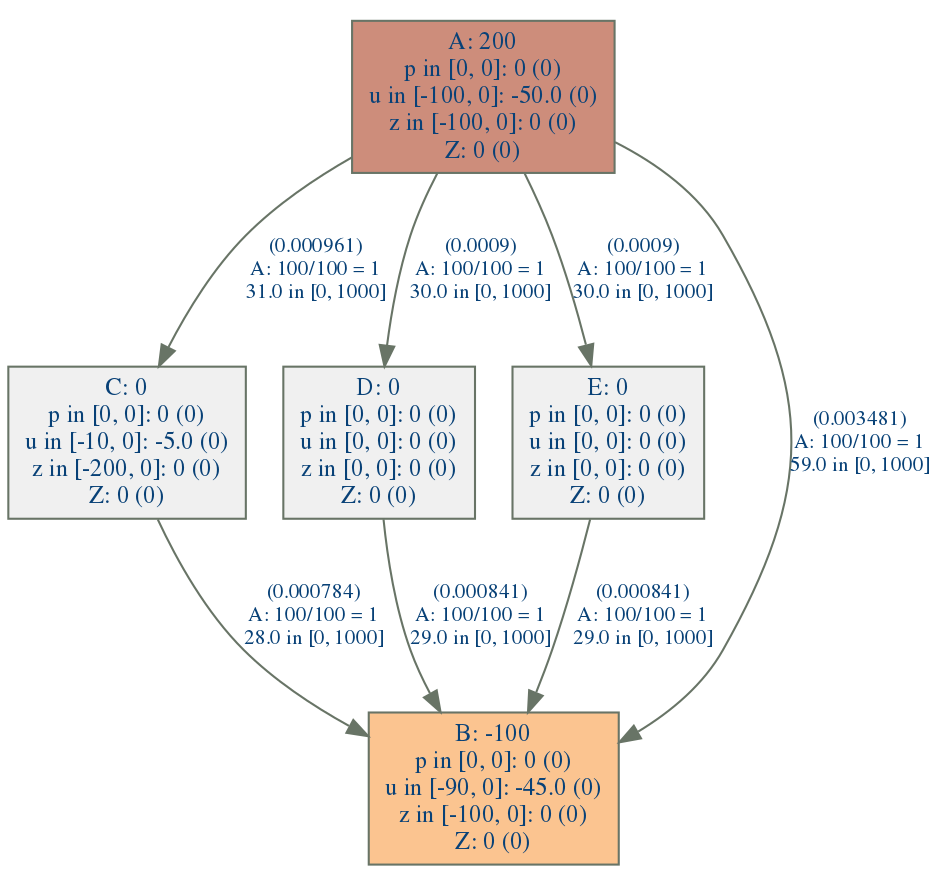 A: 200
p in [0, 0]: 0 (0)
u in [-100, 0]: -50.0 (0)
z in [-100, 0]: 0 (0)
Z: 0 (0)
(0.000961)
A: 100/100 = 1
31.0 in [0, 1000]
(0.0009)
A: 100/100 = 1
30.0 in [0, 1000]
(0.0009)
A: 100/100 = 1
30.0 in [0, 1000]
C: 0
p in [0, 0]: 0 (0)
u in [-10, 0]: -5.0 (0)
z in [-200, 0]: 0 (0)
Z: 0 (0)
D: 0
p in [0, 0]: 0 (0)
u in [0, 0]: 0 (0)
z in [0, 0]: 0 (0)
Z: 0 (0)
E: 0
p in [0, 0]: 0 (0)
u in [0, 0]: 0 (0)
z in [0, 0]: 0 (0)
Z: 0 (0)
(0.003481)
A: 100/100 = 1
59.0 in [0, 1000]
(0.000784)
A: 100/100 = 1
28.0 in [0, 1000]
(0.000841)
A: 100/100 = 1
29.0 in [0, 1000]
(0.000841)
A: 100/100 = 1
29.0 in [0, 1000]
B: -100
p in [0, 0]: 0 (0)
u in [-90, 0]: -45.0 (0)
z in [-100, 0]: 0 (0)
Z: 0 (0)